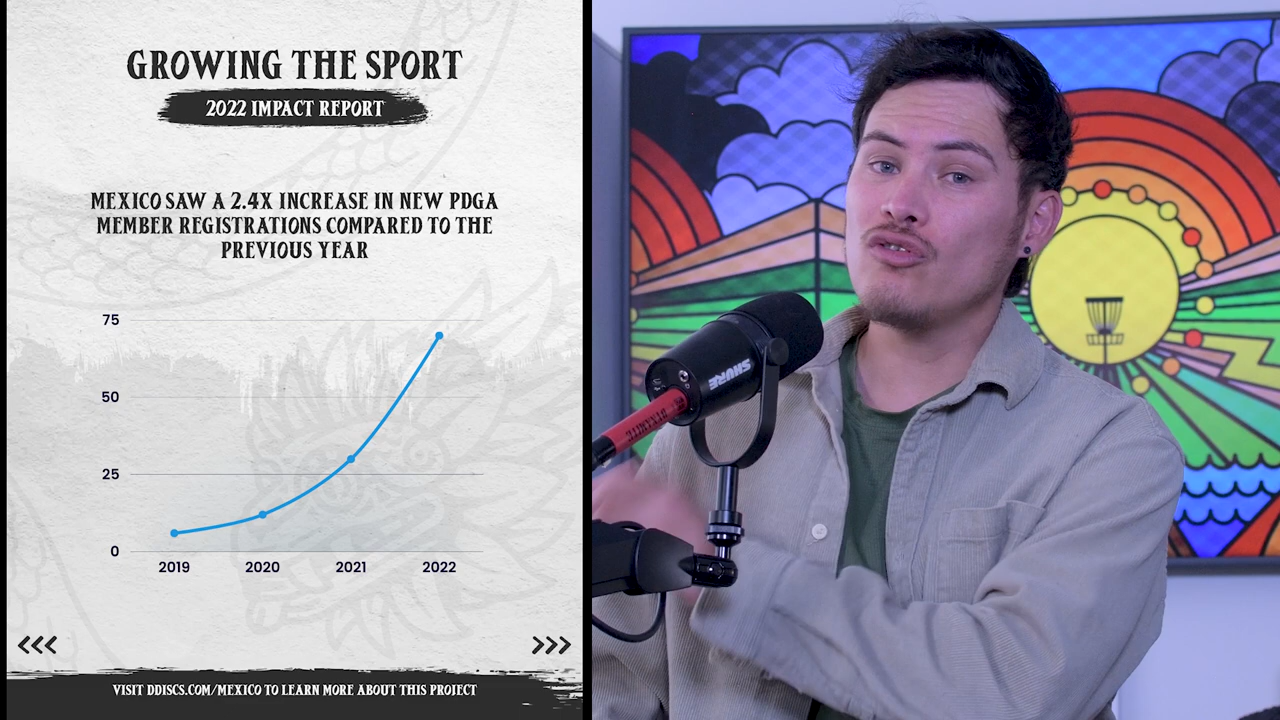 GROWING THE SPORT
2022 IMPACT REPORT
MEXICO SAW A 2.4X INCREASE IN NEW PDGA
MEMBER REGISTRATIONS COMPARED TO THE
PREVIOUS YEAR
75
50
25
0
2019 2020 2021 2022
VISIT DDISCS.COM/MEXICO TO LEARN MORE ABOUT THIS PROJECT
SHURE
DYNAMITE